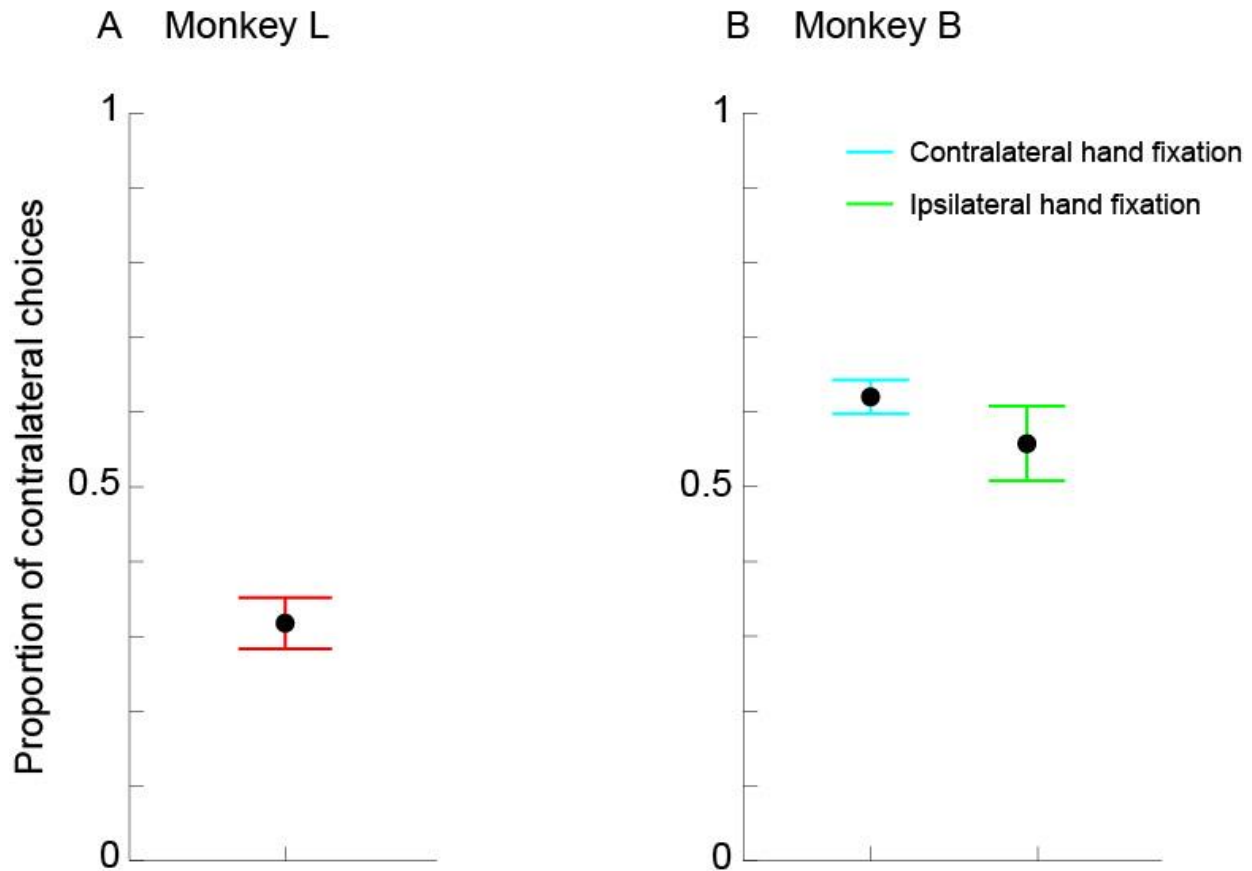 A Monkey L
B Monkey B
Proportion of contralateral choices
1
0.5
0
1
0.5
0
Contralateral hand fixation
Ipsilateral hand fixation